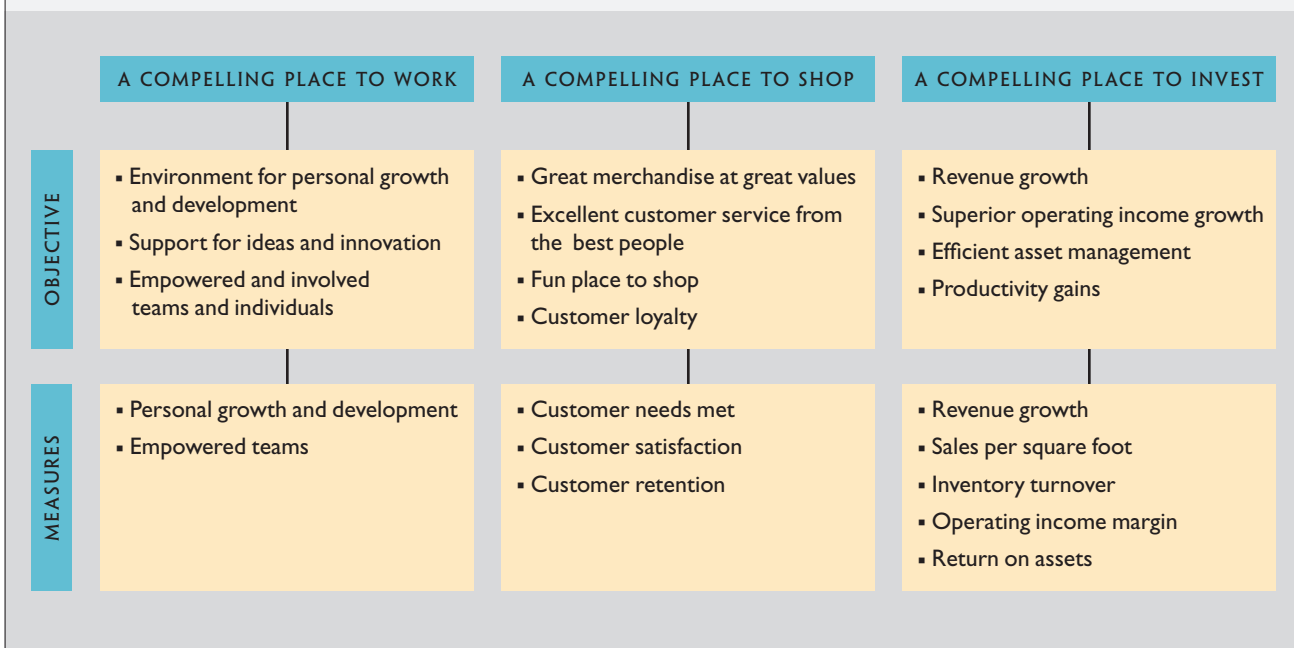 A COMPELLING PLACE TO WORK
A COMPELLING PLACE TO SHOP
A COMPELLING PLACE TO INVEST
OBJECTIVE
▪ Environment for personal growth
and development
▪ Support for ideas and innovation
▪ Empowered and involved
teams and individuals
▪ Great merchandise at great values
▪ Excellent customer service from
the best people
▪ Fun place to shop
▪ Customer loyalty
▪ Revenue growth
▪ Superior operating income growth
▪ Efficient asset management
▪ Productivity gains
MEASURES
▪ Personal growth and development
▪ Empowered teams
▪ Customer needs met
▪ Customer satisfaction
▪ Customer retention
▪ Revenue growth
▪ Sales per square foot
▪ Inventory turnover
▪ Operating income margin
▪ Return on assets